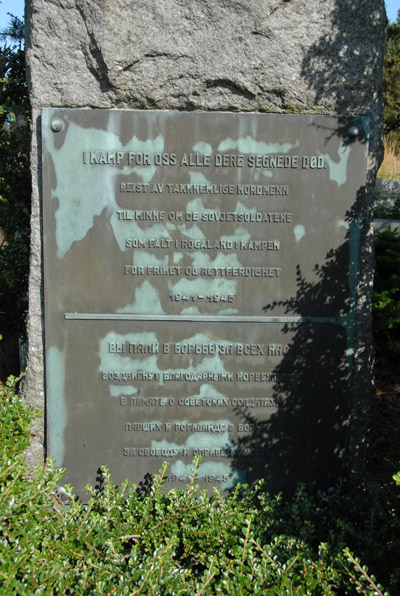 I KAMP FOR OSS ALLE DERE SEGNEDE DØD.
REIST AV TAKKNEMLIGE NORDMENN
TIL MINNE OM DE SOVJETSOLDATENE
SOM FALT I ROGALAND I KAMPEN
FOR FRIHET OG RETTFERDIGHET
1941-1945
ВЫ ПАЛИ В БОРЬБЕ ЗА ВСЕХ НАС
ВОЗДВИГНУТ БЛАГОДАРНЫМИ
В ПАМЯТЬ О СОВЕТСКИХ СОЛДАТАХ
ПАВШИХ В РОГАЛАНДЕ В
ЗА СВОБОДУ И
1941-1945